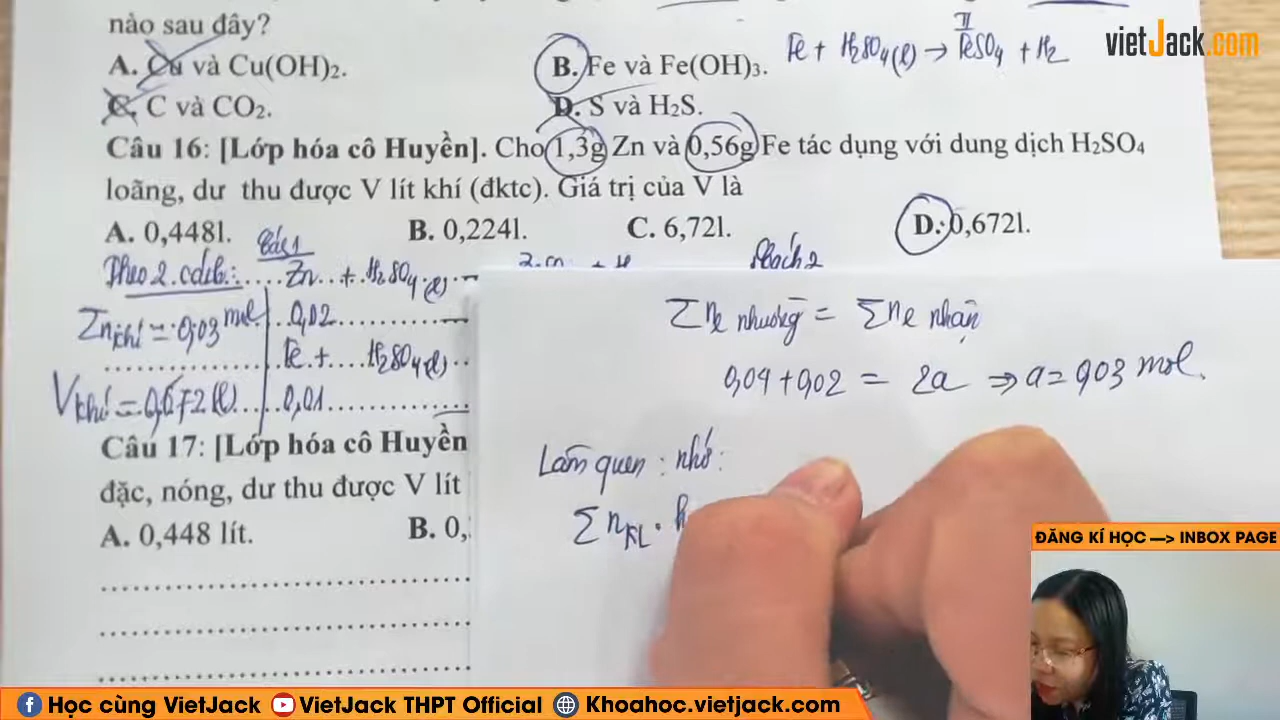 nào sau đây?
A. Cu và Cu(OH)₂.
B. Fe và Fe(OH)₃.
Fe + H₂SO₄(l) → FeSO₄ + H₂
II
vietJack.com
C. C và CO₂.
D. S và H₂S.
Câu 16: [Lớp hóa cô Huyền]. Cho 1,3g Zn và 0,56g Fe tác dụng với dung dịch H₂SO₄
loãng, dư thu được V lít khí (đktc). Giá trị của V là
A. 0,448l.
B. 0,224l.
C. 6,72l.
D. 0,672l.
Cách 1
Cách 2
Theo 2 cách: Zn + H₂SO₄(l)
Σn khí = 0,03 mol
0,02
Fe + H₂SO₄(l)
V khí = 0,672 (l)
0,01
Σne nhường = Σne nhận
0,04 + 0,02 = 2a ⇒ a = 0,03 mol.
Câu 17: [Lớp hóa cô Huyền
Làm quen: nhớ:
đặc, nóng, dư thu được V lít
Σ nKL.
A. 0,448 lít.
B. 0,
ĐĂNG KÍ HỌC —> INBOX PAGE
Học cùng VietJack
VietJack THPT Official
Khoahoc.vietjack.com